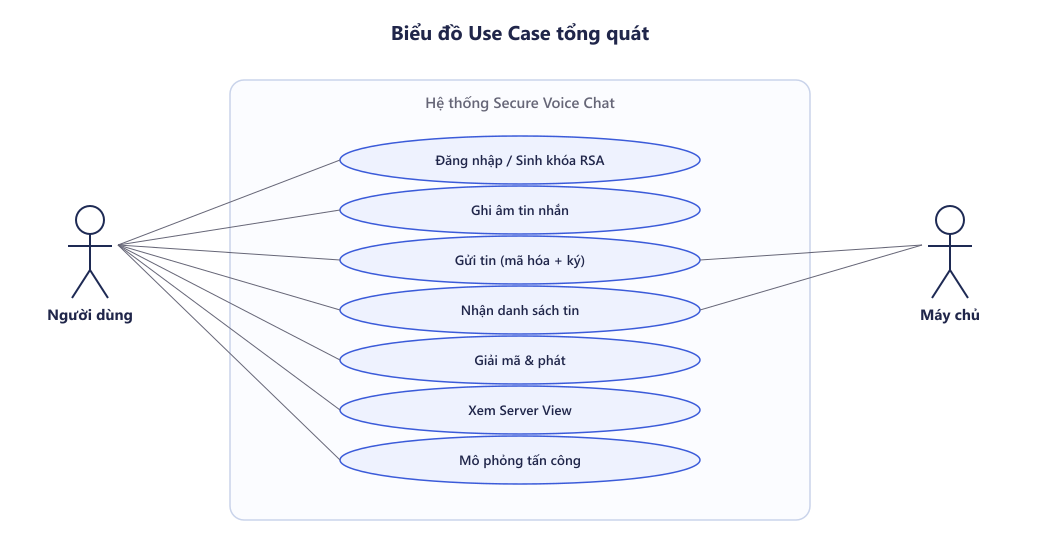 Biểu đồ Use Case tổng quát
Hệ thống Secure Voice Chat
Đăng nhập / Sinh khóa RSA
Ghi âm tin nhắn
Gửi tin (mã hóa + ký)
Nhận danh sách tin
Giải mã & phát
Xem Server View
Mô phỏng tấn công
Người dùng
Máy chủ